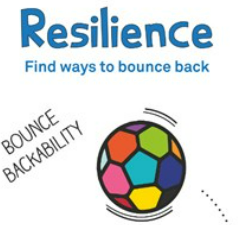 Resilience
Find ways to bounce back
BOUNCE
BACKABILITY